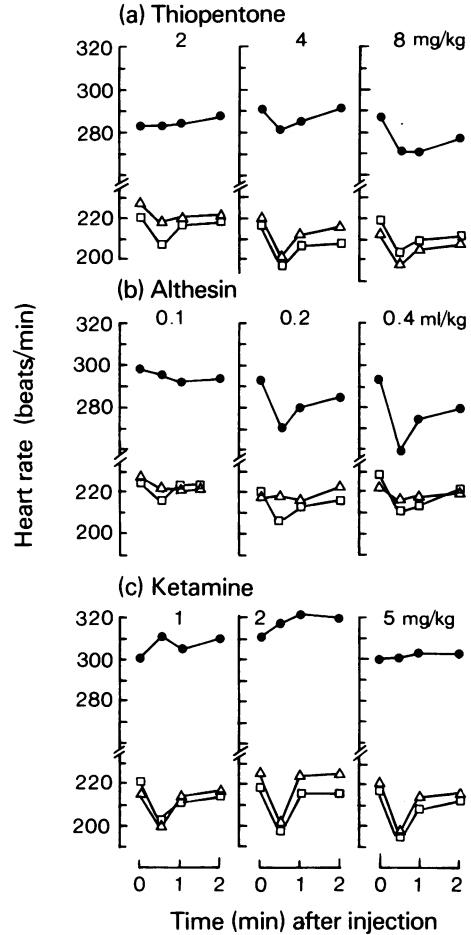 (a) Thiopentone
2 4 8 mg/kg
320
300
280
220
200
(b) Althesin
0.1 0.2 0.4 ml/kg
320
290
280
220
200
(c) Ketamine
1 2 5 mg/kg
320
300
280
220
200
Heart rate (beats/min)
0 1 2 0 1 2 0 1 2
Time (min) after injection